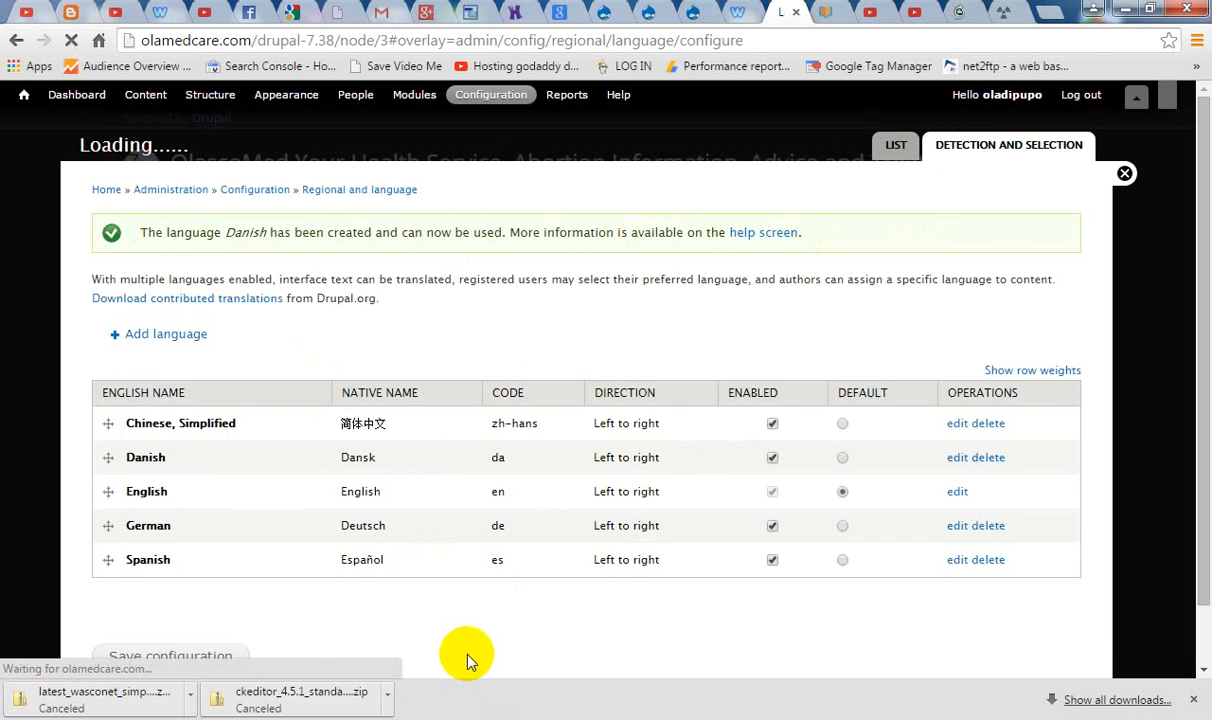 L
olamedcare.com/drupal-7.38/node/3#overlay=admin/config/regional/language/configure
Apps Audience Overview ... Search Console - Ho... Save Video Me Hosting godaddy d... LOG IN Performance report... Google Tag Manager net2ftp - a web bas... »
Dashboard Content Structure Appearance People Modules Configuration Reports Help Hello oladipupo Log out
Drupal
Loading...... LIST DETECTION AND SELECTION
Your Health Service, Abortion Information, Advice and
Home » Administration » Configuration » Regional and language
The language Danish has been created and can now be used. More information is available on the help screen.
With multiple languages enabled, interface text can be translated, registered users may select their preferred language, and authors can assign a specific language to content.
Download contributed translations from Drupal.org.
Add language
Show row weights
ENGLISH NAME NATIVE NAME CODE DIRECTION ENABLED DEFAULT OPERATIONS
Chinese, Simplified 简体中文 zh-hans Left to right edit delete
Danish Dansk da Left to right edit delete
English English en Left to right edit
German Deutsch de Left to right edit delete
Spanish Español es Left to right edit delete
Save configuration
Waiting for olamedcare.com...
latest_wasconet_simp....z... ckeditor_4.5.1_standa....zip Show all downloads...
Canceled Canceled